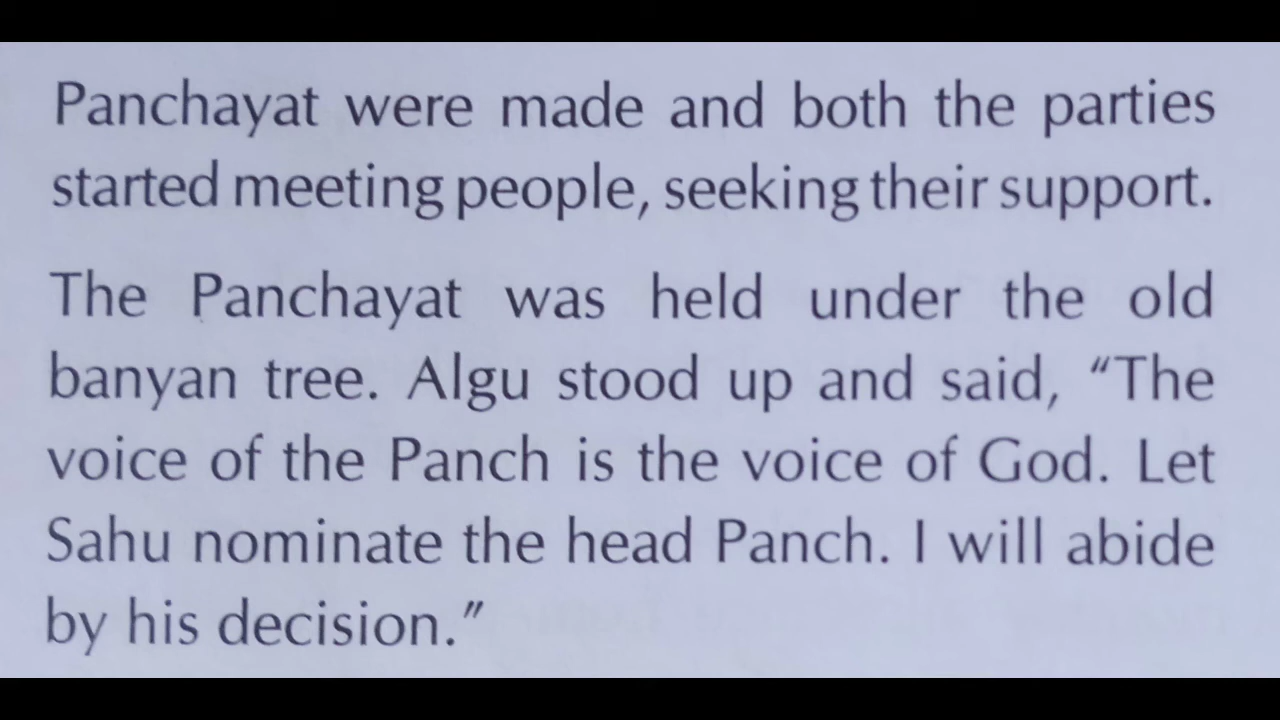 Panchayat were made and both the parties
started meeting people, seeking their support.
The Panchayat was held under the old
banyan tree. Algu stood up and said, “The
voice of the Panch is the voice of God. Let
Sahu nominate the head Panch. I will abide
by his decision.”